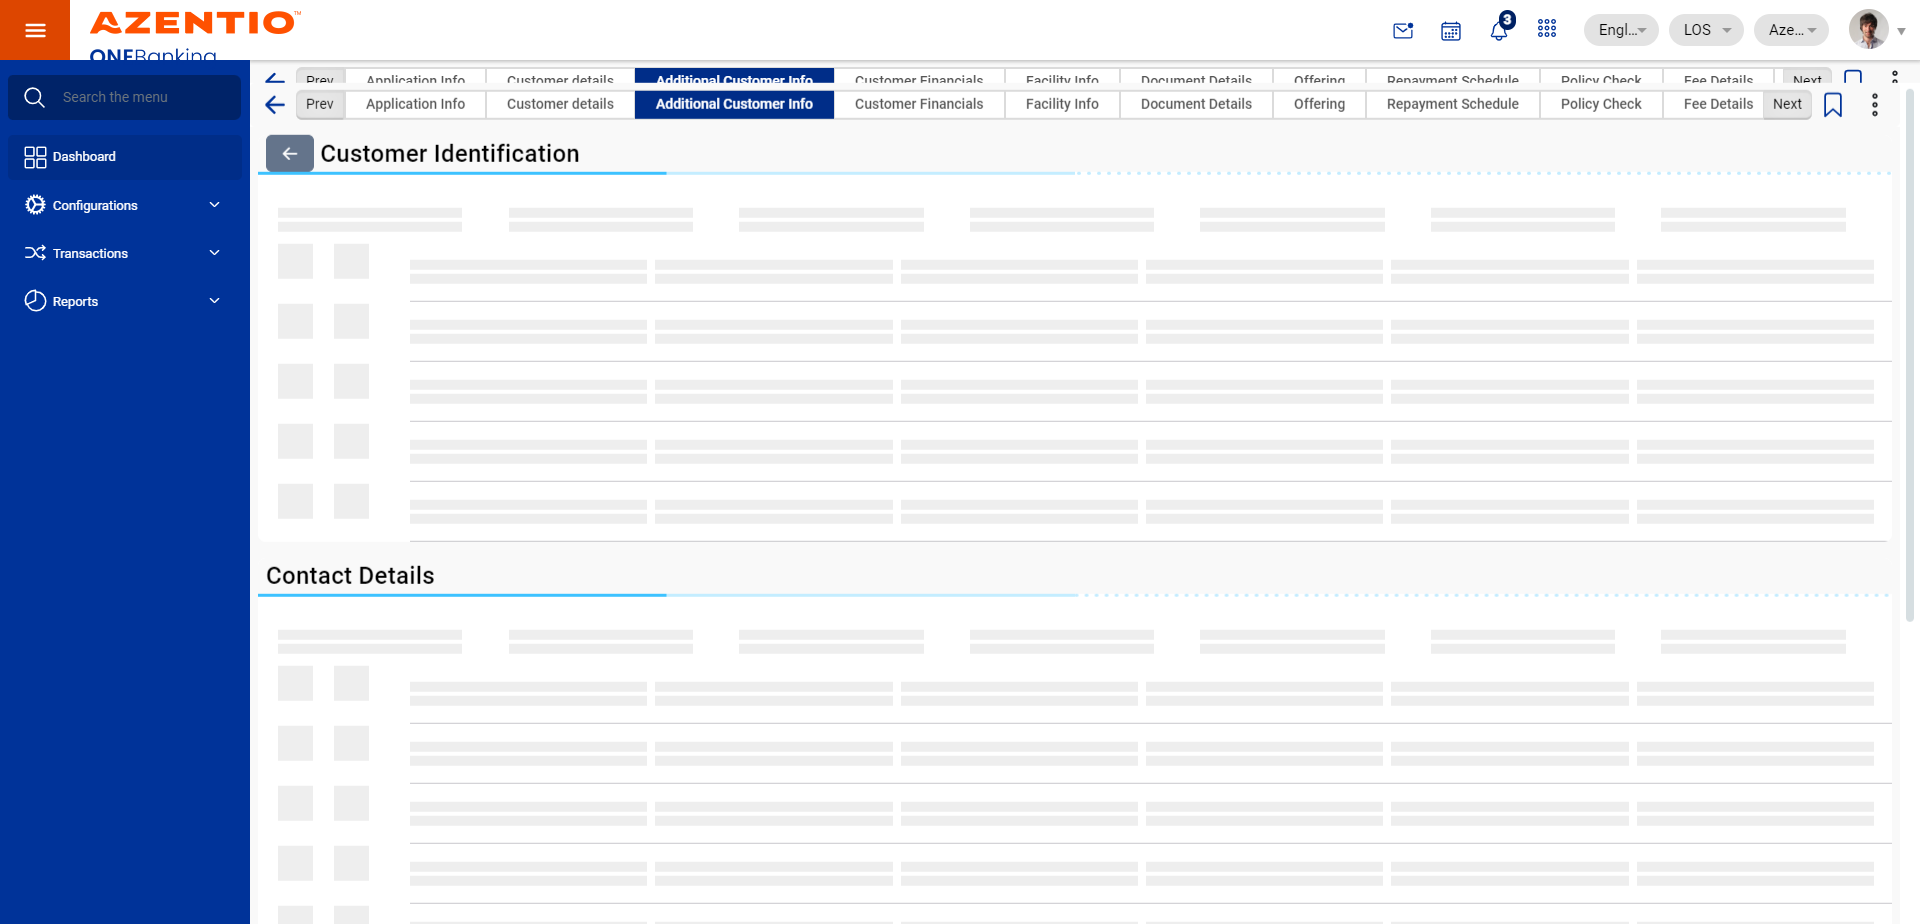 AZENTIO™
ONEBanking
3
Engl...
LOS
Aze...
Search the menu
Dashboard
Configurations
Transactions
Reports
Prev Application Info Customer details Additional Customer Info Customer Financials Facility Info Document Details Offering Repayment Schedule Policy Check Fee Details Next
Prev Application Info Customer details Additional Customer Info Customer Financials Facility Info Document Details Offering Repayment Schedule Policy Check Fee Details Next
Customer Identification
Contact Details